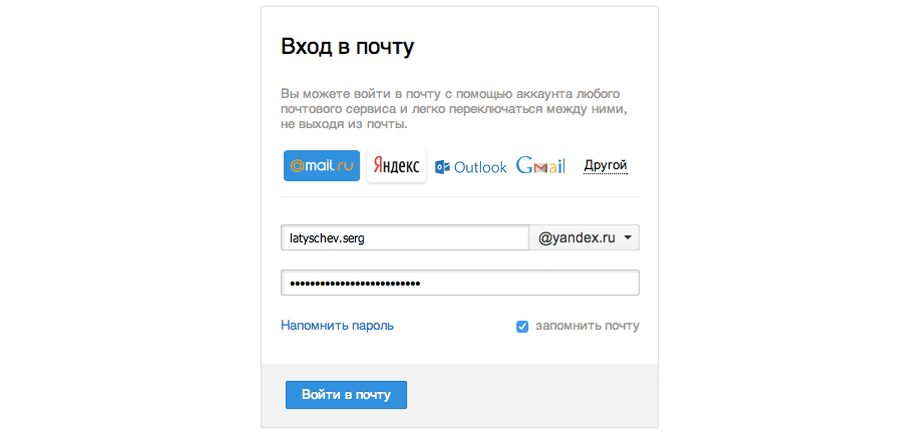 Вход в почту
Вы можете войти в почту с помощью аккаунта любого
почтового сервиса и легко переключаться между ними,
не выходя из почты.
@mail.ru Яндекс Outlook Gmail Другой
latyschev.serg @yandex.ru
Напомнить пароль запомнить почту
Войти в почту